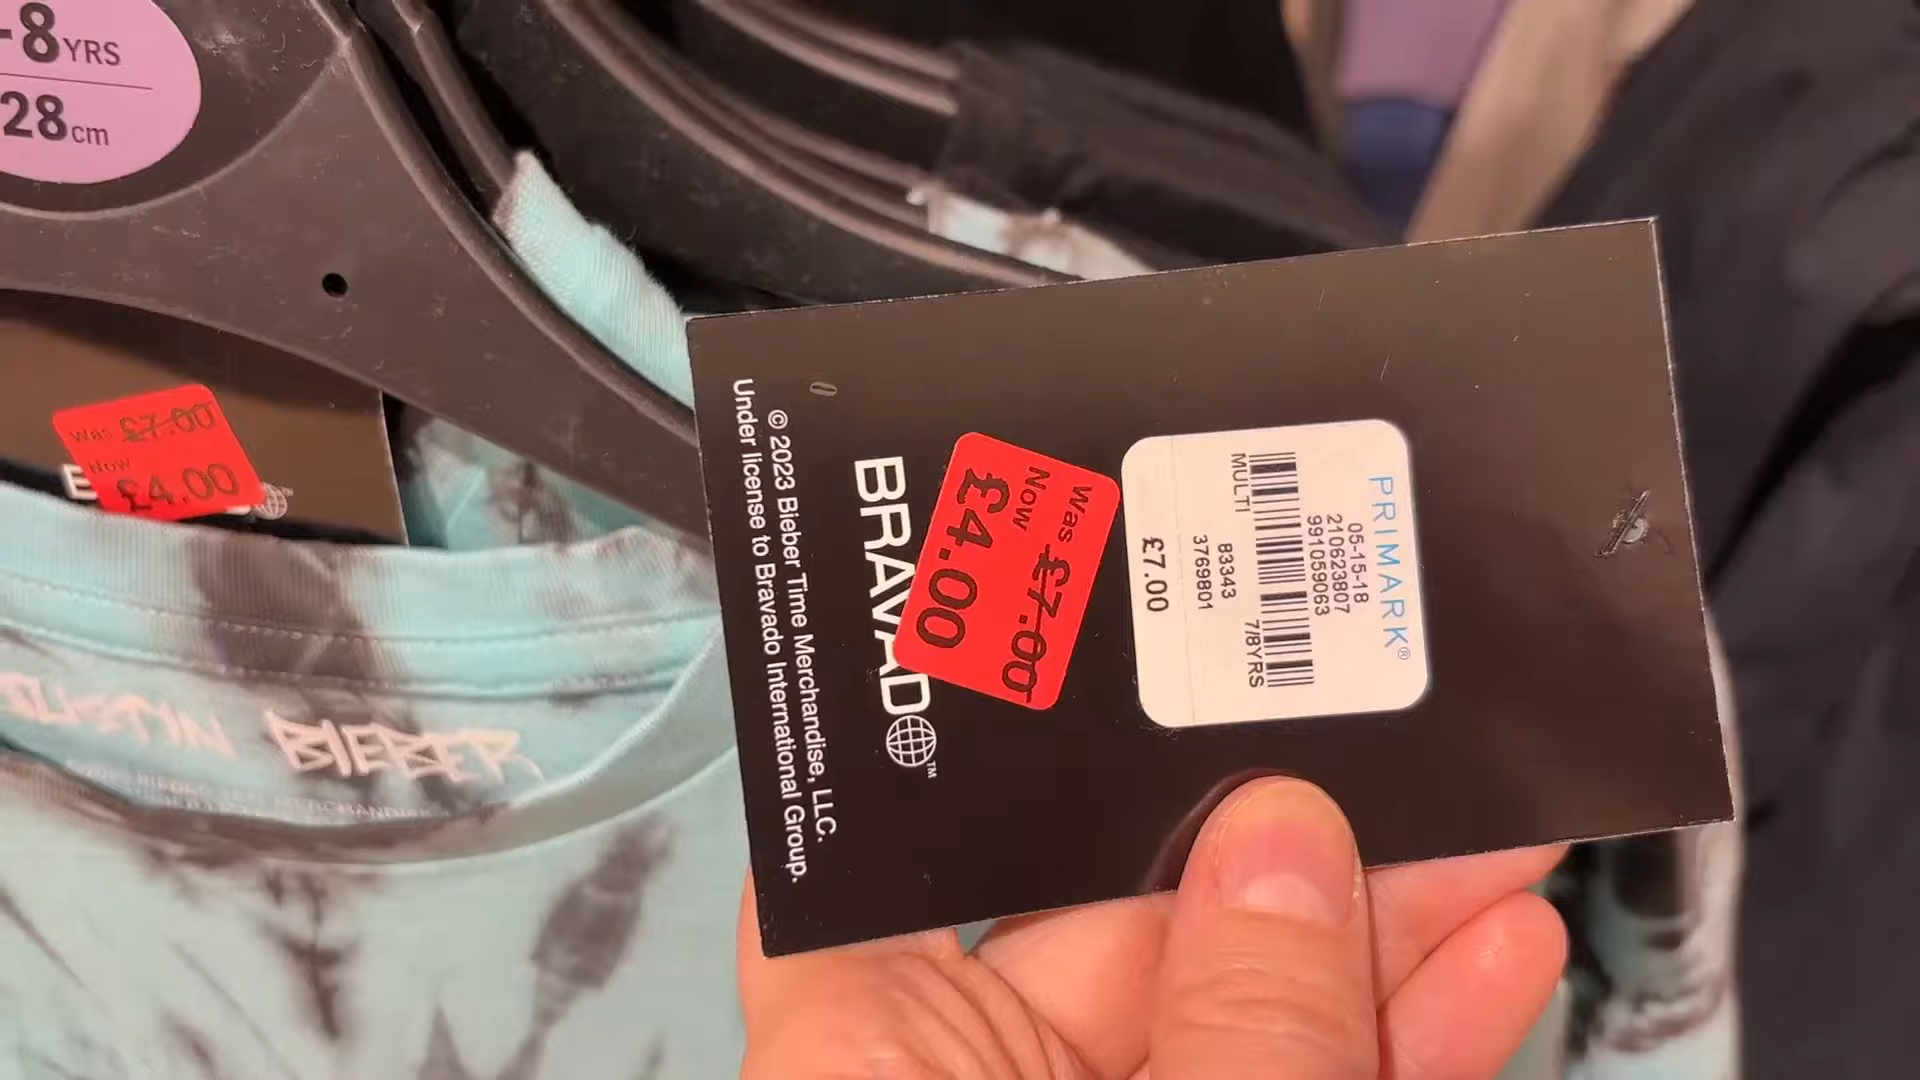 -8 YRS
28 cm
Was £7.00
Now
£4.00
JUSTIN BIEBER
PRIMARK®
05-15-18
210623807
991059063
MULTI 7/8YRS
83343
3769801
£7.00
Was £7.00
Now
£4.00
BRAVADO™
© 2023 Bieber Time Merchandise, LLC.
Under license to Bravado International Group.